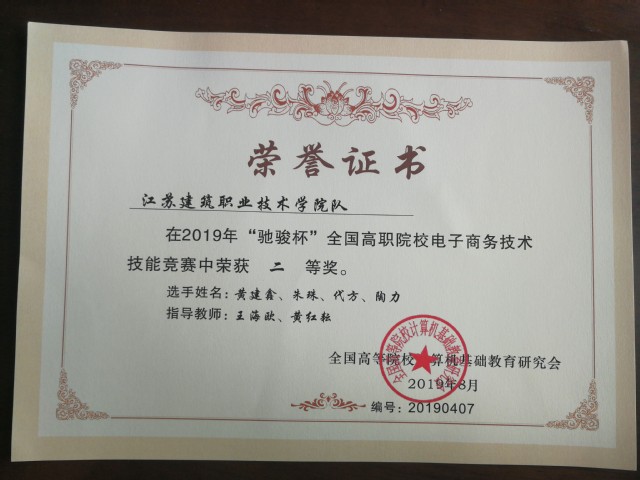 荣誉证书
江苏建筑职业技术学院队
在2019年“驰骏杯”全国高职院校电子商务技术
技能竞赛中荣获 二 等奖。
选手姓名：黄建鑫、朱珠、代方、陶力
指导教师：王海欧、黄红耘
全国高等院校计算机基础教育研究会
2019年8月
编号：20190407